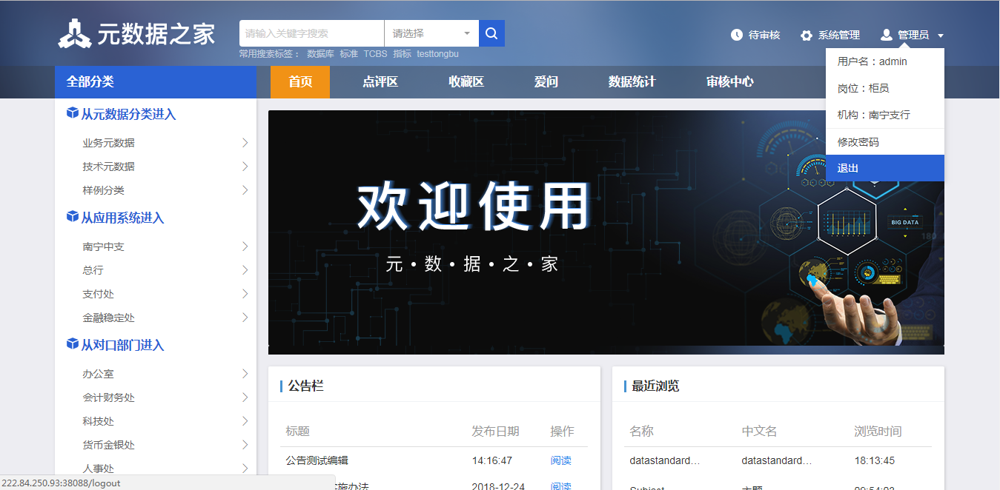 元数据之家
请输入关键字搜索 请选择
常用搜索标签： 数据库 标准 TCBS 指标 testtongbu
待审核 系统管理 管理员
用户名：admin
岗位：柜员
机构：南宁支行
修改密码
退出
全部分类 首页 点评区 收藏区 爱问 数据统计 审核中心
从元数据分类进入
业务元数据
技术元数据
样例分类
从应用系统进入
南宁中支
总行
支付处
金融稳定处
从对口部门进入
办公室
会计财务处
科技处
货币金银处
人事处
欢迎使用
元·数·据·之·家
BIG DATA
180
公告栏
标题 发布日期 操作
公告测试编辑 14:16:47 阅读
实施办法 2018-12-24 阅读
最近浏览
名称 中文名 浏览时间
datastandard... datastandard... 18:13:45
Subject 主题 09:54:02
222.84.250.93:38088/logout